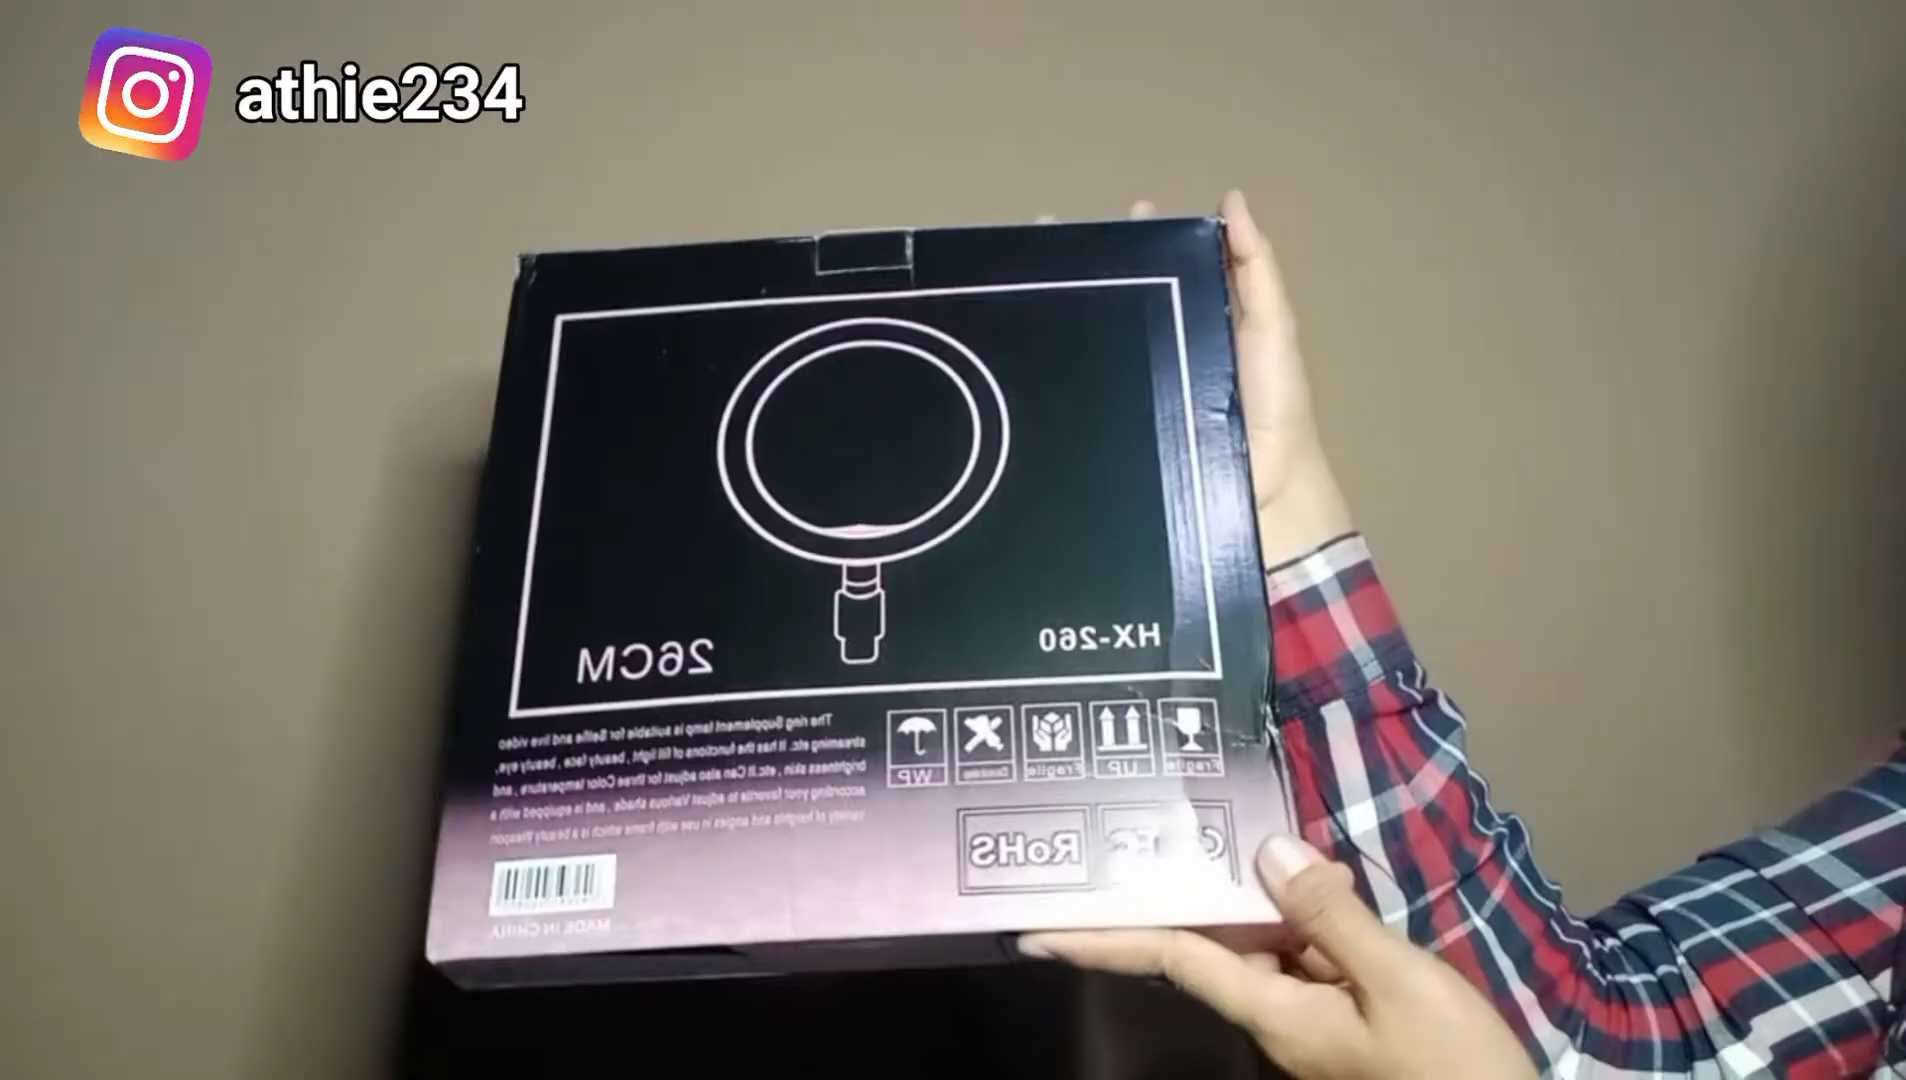 athie234
26CM
HX-260
The ring Supplement lamp is suitable for Selfie and live video
streaming etc. It has the functions of fill light, beauty face, beauty eye,
brightness skin, etc.It Can also adjust for three Color temperature, and
according your favorite to adjust Various shade, and is equipped with a
variety of heights and angles in use with frame which is a beauty Weapon
WP
Fragile
UP
Fragile
RoHS
MADE IN CHINA